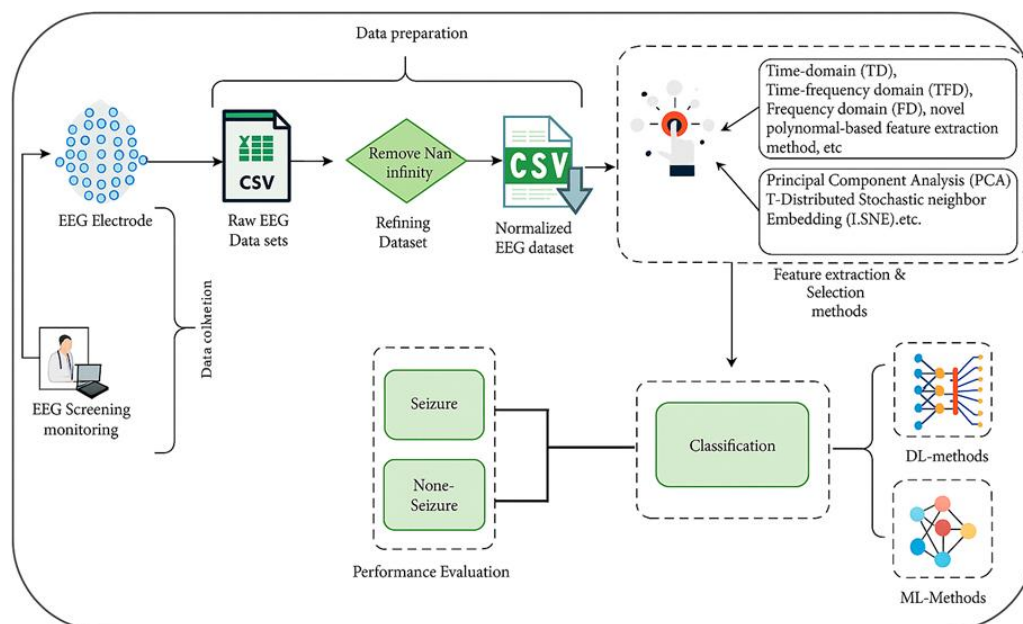 Data preparation
Time-domain (TD),
Time-frequency domain (TFD),
Frequency domain (FD), novel
polynomal-based feature extraction
method, etc
Principal Component Analysis (PCA)
T-Distributed Stochastic neighbor
Embedding (I.SNE).etc.
CSV
Remove Nan
infinity
CSV
EEG Electrode
Raw EEG
Data sets
Refining
Dataset
Normalized
EEG dataset
Feature extraction &
Selection
methods
Data
EEG Screening
monitoring
Seizure
None-
Seizure
Classification
DL-methods
Performance Evaluation
ML-Methods